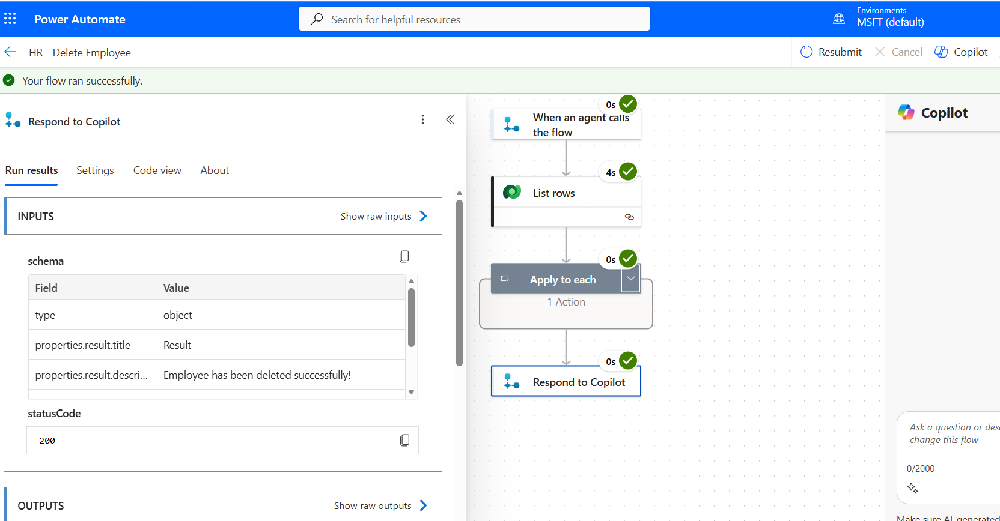 Power Automate
Search for helpful resources
Environments
MSFT (default)
HR - Delete Employee
Resubmit
Cancel
Copilot
Your flow ran successfully.
Respond to Copilot
Run results
Settings
Code view
About
INPUTS
Show raw inputs
schema
Field
Value
type
object
properties.result.title
Result
properties.result.descri...
Employee has been deleted successfully!
statusCode
200
OUTPUTS
Show raw outputs
0s
When an agent calls
the flow
4s
List rows
0s
Apply to each
1 Action
0s
Respond to Copilot
Copilot
Ask a question or des
change this flow
0/2000
Make sure AI-generated